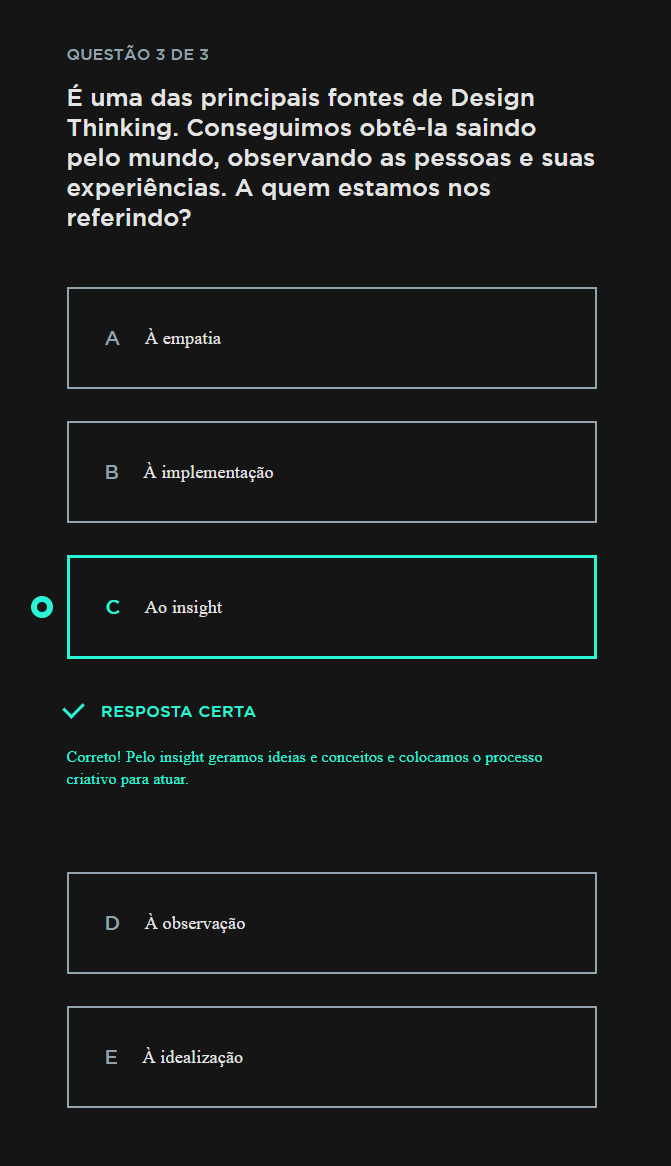 QUESTÃO 3 DE 3
É uma das principais fontes de Design
Thinking. Conseguimos obtê-la saindo
pelo mundo, observando as pessoas e suas
experiências. A quem estamos nos
referindo?
A À empatia
B À implementação
C Ao insight
RESPOSTA CERTA
Correto! Pelo insight geramos ideias e conceitos e colocamos o processo
criativo para atuar.
D À observação
E À idealização